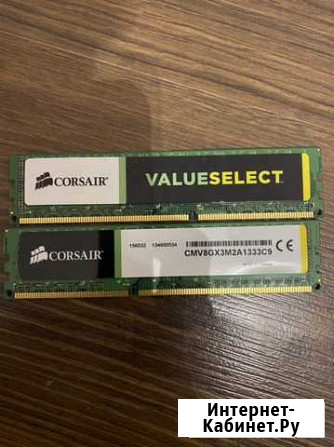 CORSAIR
VALUESELECT
CORSAIR
CMV8GX3M2A1333C9
CE
Интернет-
Кабинет.Ру